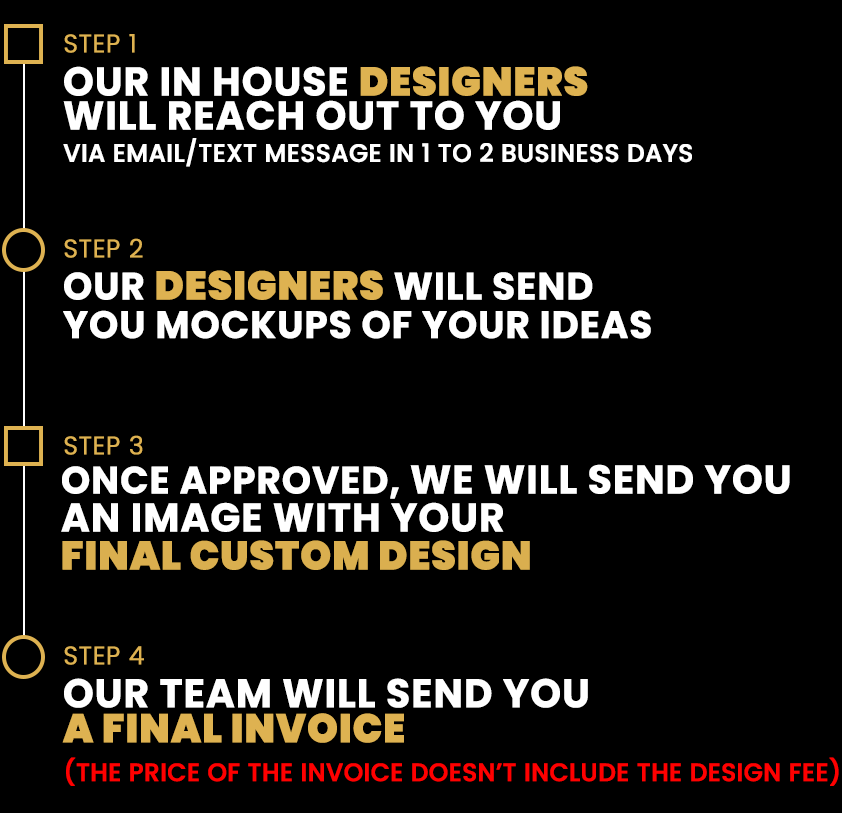 STEP 1
OUR IN HOUSE DESIGNERS
WILL REACH OUT TO YOU
VIA EMAIL/TEXT MESSAGE IN 1 TO 2 BUSINESS DAYS
STEP 2
OUR DESIGNERS WILL SEND
YOU MOCKUPS OF YOUR IDEAS
STEP 3
ONCE APPROVED, WE WILL SEND YOU
AN IMAGE WITH YOUR
FINAL CUSTOM DESIGN
STEP 4
OUR TEAM WILL SEND YOU
A FINAL INVOICE
(THE PRICE OF THE INVOICE DOESN’T INCLUDE THE DESIGN FEE)